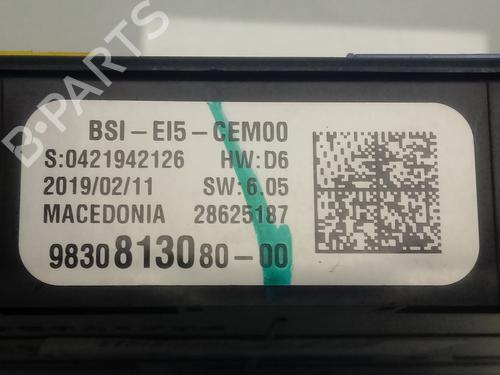 BSI-EI5-CEM00
S:0421942126 HW:D6
2019/02/11 SW:6.05
MACEDONIA 28625187
9830813080-00
B-PARTS